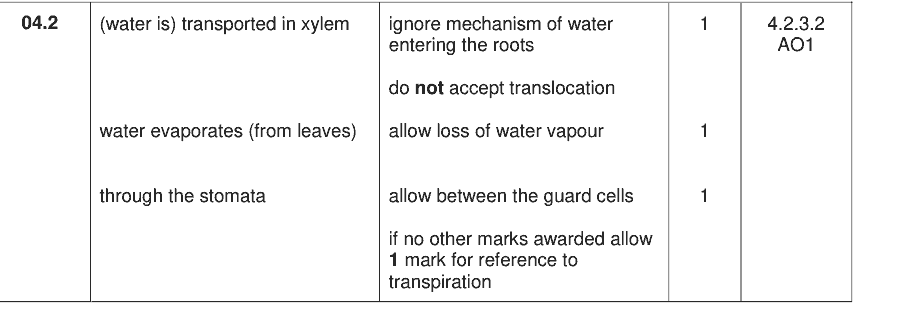 04.2 (water is) transported in xylem ignore mechanism of water 1 4.2.3.2
entering the roots AO1
do not accept translocation
water evaporates (from leaves) allow loss of water vapour 1
through the stomata allow between the guard cells 1
if no other marks awarded allow
1 mark for reference to
transpiration